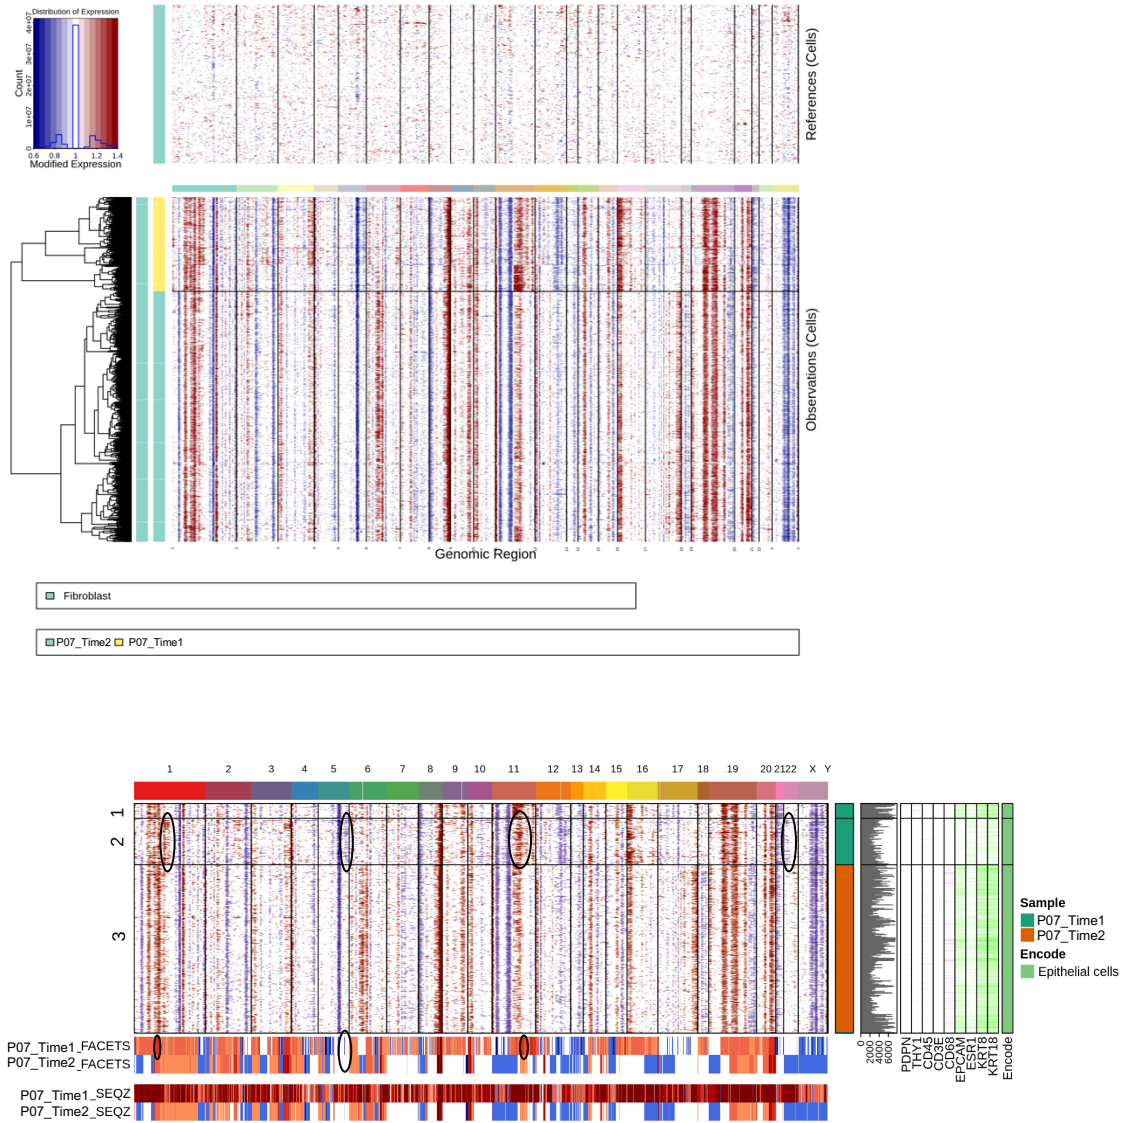 Distribution of Expression
Count
0 1e+07 2e+07 3e+07 4e+07
0.6 0.8 1 1.2 1.4
Modified Expression
References (Cells)
Observations (Cells)
Genomic Region
Fibroblast
P07_Time2 P07_Time1
1 2 3 4 5 6 7 8 9 10 11 12 13 14 15 16 17 18 19 20 21 22 X Y
1
2
3
Sample
P07_Time1
P07_Time2
Encode
Epithelial cells
P07_Time1_FACETS
P07_Time2_FACETS
P07_Time1_SEQZ
P07_Time2_SEQZ
0 2000 4000 6000
PDPN
THY1
CD45
CD3E
CD68
EPCAM
ESR1
KRT8
KRT18
Encode